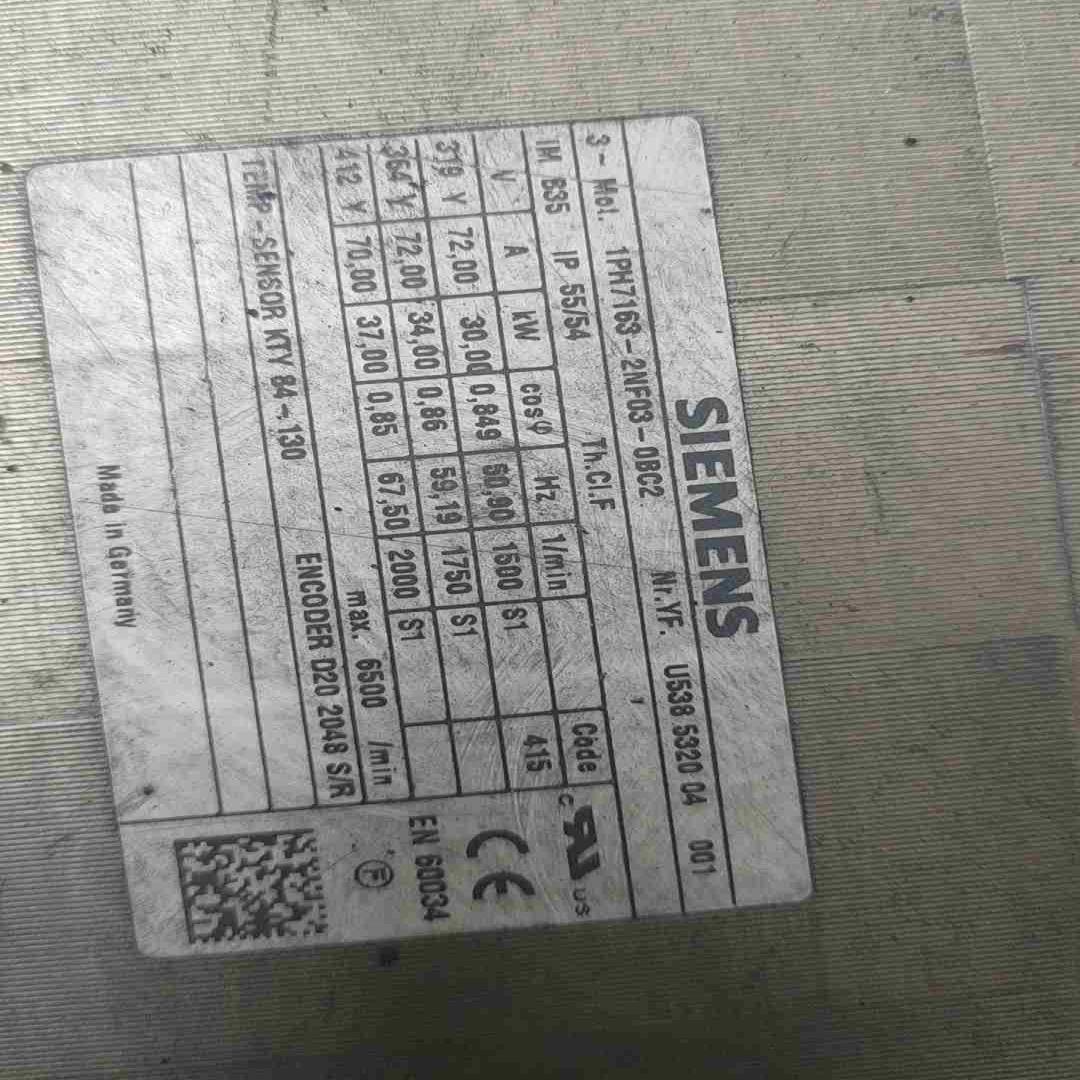 SIEMENS
3~ Mot. 1PH7163-2NF03-0BC2 Nr.YF. U538 5320 04 001
IM B35 IP 55/54 Th.Cl.F Code
V A kW cosφ Hz 1/min 415
319 V 72,00 30,00 0,849 50,90 1500 S1
364 V 72,00 34,00 0,86 59,19 1750 S1
412 V 70,00 37,00 0,85 67,50 2000 S1
max. 6500 /min
ENCODER D20 2048 S/R
TEMP-SENSOR KTY 84-130
Made in Germany
c UR US
CE
EN 60034
F